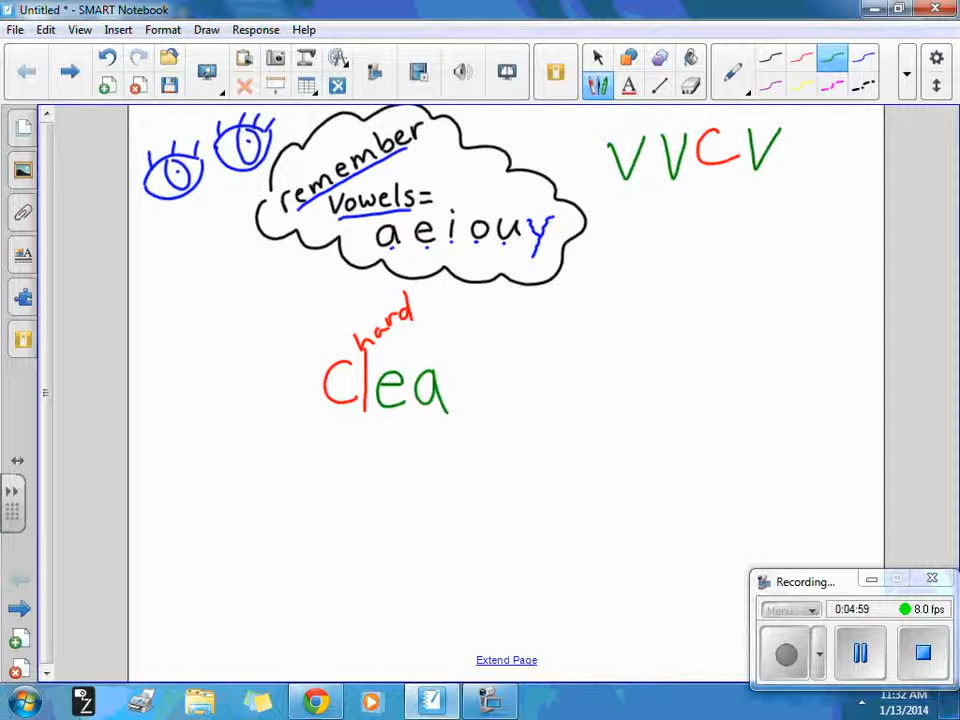 Untitled * - SMART Notebook
File Edit View Insert Format Draw Response Help
remember
Vowels=
a e i o u y
V V C V
hard
Clea
Extend Page
Recording...
Menu...
0:04:59
8.0 fps
11:32 AM
1/13/2014